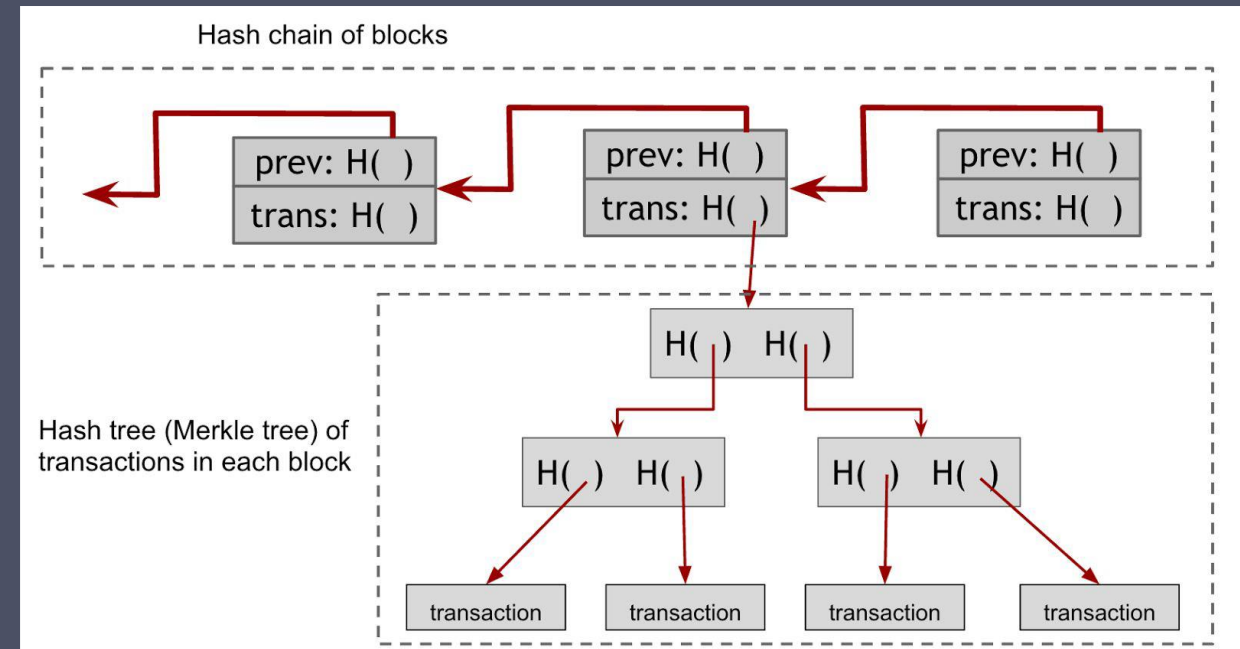 Hash chain of blocks
prev: H( ) prev: H( ) prev: H( )
trans: H( ) trans: H( ) trans: H( )
H( ) H( )
Hash tree (Merkle tree) of
transactions in each block
H( ) H( ) H( ) H( )
transaction transaction transaction transaction